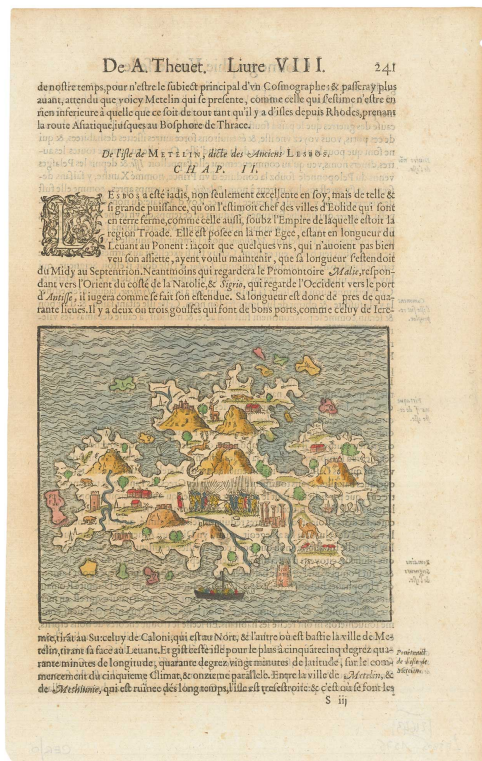 De A. Theuet. Liure VIII. 241
de nostre temps, pour n'estre le subiect principal d'vn Cosmographe: & passeray plus
auant, attendu que voicy Metelin qui se presente, comme celle qui s'estime n'estre en
rien inferieure à quelle que ce soit de tout tant qu'il y a d'isles depuis Rhodes, prenant
la route Asiatique, iusques au Bosphore de Thrace.
De l'isle de METELIN, dicte des Anciens LESBOS.
CHAP. II.
LESBOS a esté iadis, non seulement excellente en soy, mais de telle &
si grande puissance, qu'on l'estimoit chef des villes d'Eolide qui sont
en terre ferme, comme celle aussi, soubz l'Empire de laquelle estoit la
region Troade. Elle est posee en la mer Egee, estant en longueur du
Leuant au Ponent: iaçoit que quelques vns, qui n'auoient pas bien
veu son assiette, ayent voulu maintenir, que sa longueur s'estendoit
du Midy au Septentrion. Neantmoins qui regardera le Promontoire Malie, respon-
dant vers l'Orient du costé de la Natolie, & Sigrio, qui regarde l'Occident vers le port
d'Antisse, il iugera comme se fait son estendue. Sa longueur est donc de pres de qua-
rante lieuës. Il y a deux ou trois gouffes qui font de bons ports, comme celuy de Iere-
mie, tirāt au Su: celuy de Caloni, qui est au Nort, & l'autre où est bastie la ville de Me-
telin, tirant sa face au Leuant. Et gist ceste isle pour le plus à cinquātecinq degrez qua-
rante minutes de longitude, quarante degrez vingt minutes de latitude, sur le com-
mencement du cinquieme Climat, & onzieme parallele. Entre la ville de Metelin, &
de Methimne, qui est ruinee dés long temps, l'isle est tresestroite: & c'est où se font les
S iij